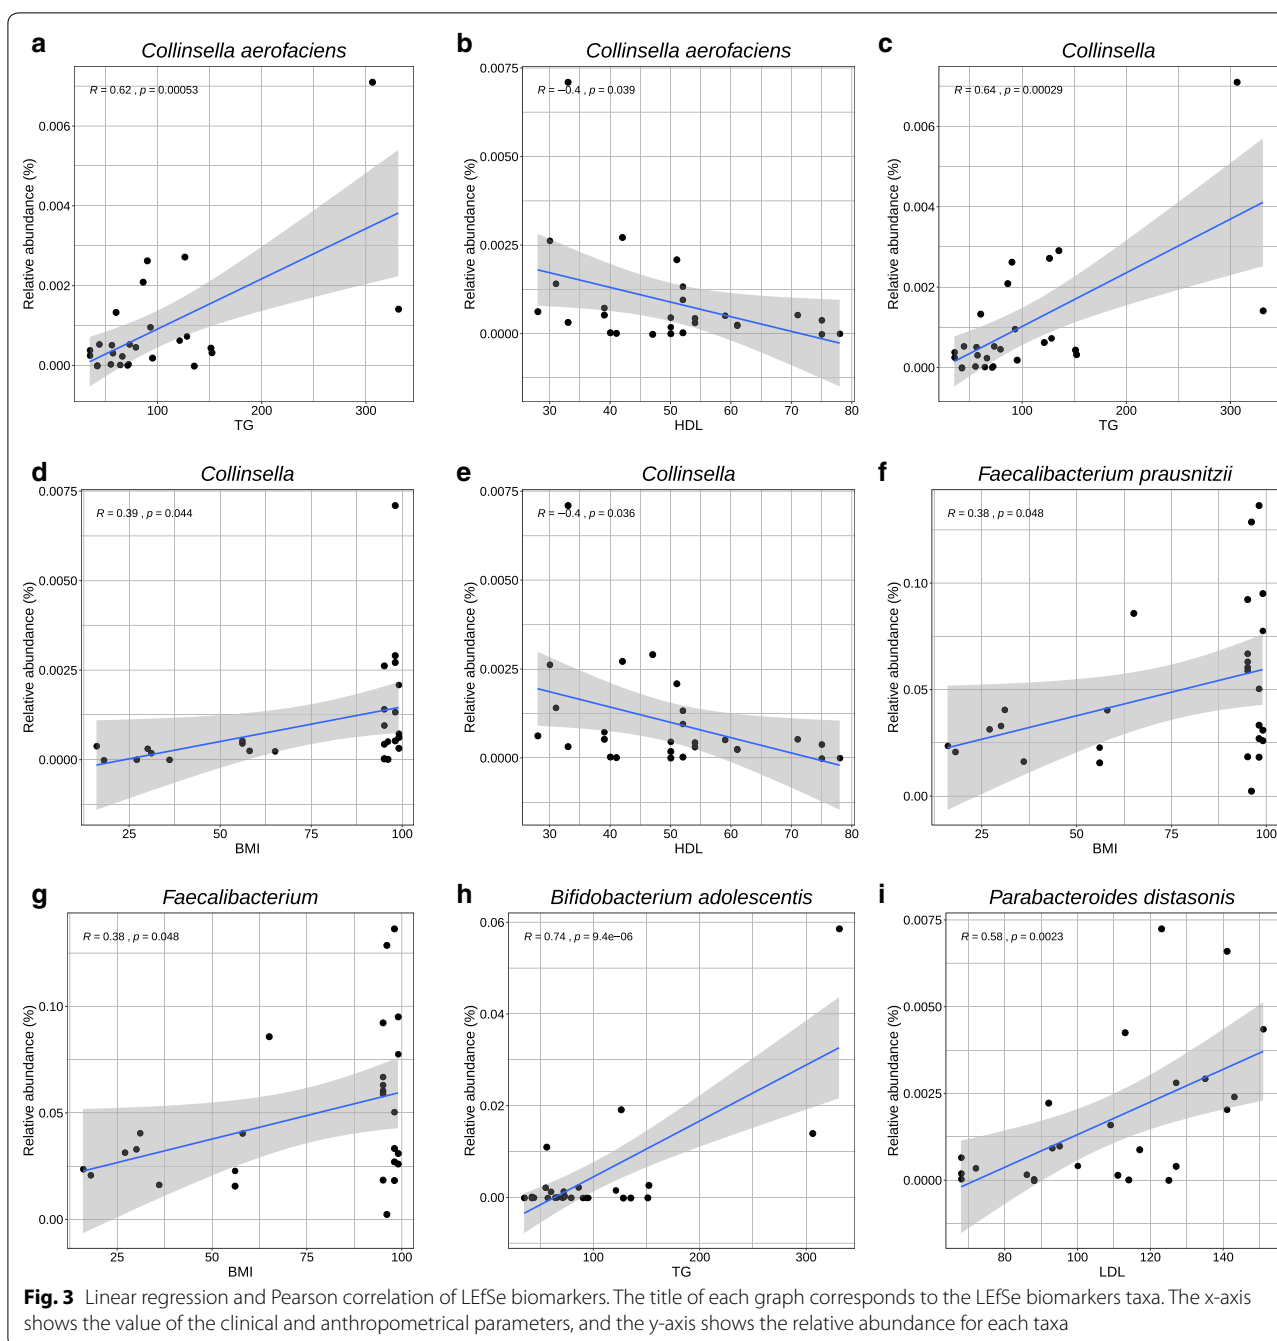 a
Collinsella aerofaciens
R = 0.62 , p = 0.00053
Relative abundance (%)
0.006
0.004
0.002
0.000
100 200 300
TG
b
Collinsella aerofaciens
R = −0.4 , p = 0.039
Relative abundance (%)
0.0075
0.0050
0.0025
0.0000
30 40 50 60 70 80
HDL
c
Collinsella
R = 0.64 , p = 0.00029
Relative abundance (%)
0.006
0.004
0.002
0.000
100 200 300
TG
d
Collinsella
R = 0.39 , p = 0.044
Relative abundance (%)
0.0075
0.0050
0.0025
0.0000
25 50 75 100
BMI
e
Collinsella
R = −0.4 , p = 0.036
Relative abundance (%)
0.0075
0.0050
0.0025
0.0000
30 40 50 60 70 80
HDL
f
Faecalibacterium prausnitzii
R = 0.38 , p = 0.048
Relative abundance (%)
0.10
0.05
0.00
25 50 75 100
BMI
g
Faecalibacterium
R = 0.38 , p = 0.048
Relative abundance (%)
0.10
0.05
0.00
25 50 75 100
BMI
h
Bifidobacterium adolescentis
R = 0.74 , p = 9.4e−06
Relative abundance (%)
0.06
0.04
0.02
0.00
100 200 300
TG
i
Parabacteroides distasonis
R = 0.58 , p = 0.0023
Relative abundance (%)
0.0075
0.0050
0.0025
0.0000
80 100 120 140
LDL
Fig. 3 Linear regression and Pearson correlation of LEfSe biomarkers. The title of each graph corresponds to the LEfSe biomarkers taxa. The x-axis
shows the value of the clinical and anthropometrical parameters, and the y-axis shows the relative abundance for each taxa